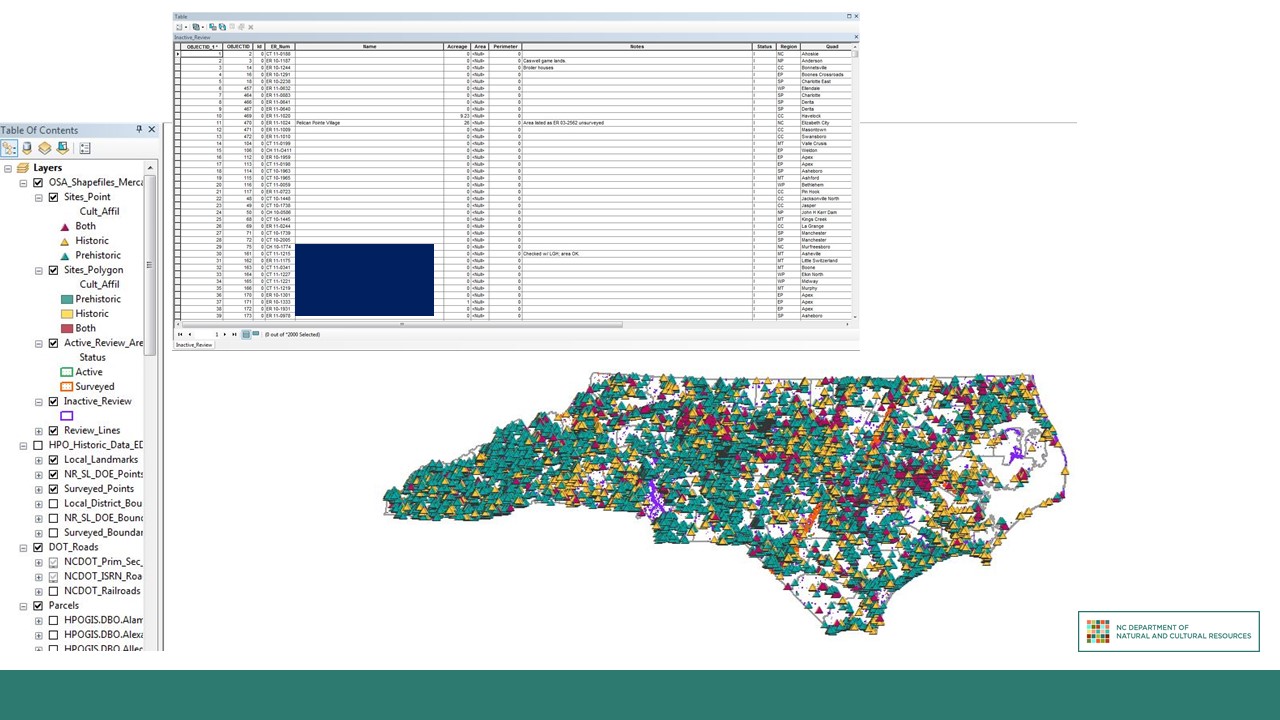 Table
Inactive_Review
OBJECTID_1 * OBJECTID Id ER_Num Name Acreage Area Perimeter Notes Status Region Quad
1 2 0 CT 11-0188 0 <Null> 0 I NC Ahoskie
2 3 0 ER 10-1187 0 <Null> 0 Caswell game lands. I NP Anderson
3 14 0 ER 10-1244 0 <Null> 0 Broiler houses. I CC Bonnetsville
4 16 0 ER 10-1291 0 <Null> 0 I EP Boones Crossroads
5 18 0 ER 10-2238 0 <Null> 0 I SP Charlotte East
6 457 0 ER 11-0632 0 <Null> 0 I WP Ellendale
7 464 0 ER 11-0883 0 <Null> 0 I SP Charlotte
8 466 0 ER 11-0641 0 <Null> 0 I SP Derita
9 467 0 ER 11-0640 0 <Null> 0 I SP Derita
10 469 0 ER 11-1620 9.23 <Null> 0 I CC Havelock
11 470 0 ER 11-1024 Pelican Pointe Village 26 <Null> 0 Area listed as ER 03-2562 unsurveyed I NC Elizabeth City
12 471 0 ER 11-1009 0 <Null> 0 I CC Masontown
13 472 0 ER 11-1010 0 <Null> 0 I CC Swansboro
14 104 0 CT 11-0199 0 <Null> 0 I MT Valle Crusis
15 106 0 CH 11-O411 0 <Null> 0 I EP Weldon
16 112 0 ER 10-1959 0 <Null> 0 I EP Apex
17 113 0 CT 11-0198 0 <Null> 0 I EP Apex
18 114 0 CT 10-1963 0 <Null> 0 I SP Asheboro
19 115 0 CT 10-1965 0 <Null> 0 I MT Ashford
20 116 0 CT 11-0059 0 <Null> 0 I WP Bethlehem
21 117 0 ER 11-0723 0 <Null> 0 I CC Pin Hook
22 48 0 CT 10-1448 0 <Null> 0 I CC Jacksonville North
23 49 0 CT 10-1738 0 <Null> 0 I CC Jasper
24 50 0 CH 10-0586 0 <Null> 0 I NP John H Kerr Dam
25 68 0 CT 10-1445 0 <Null> 0 I MT Kings Creek
26 69 0 ER 11-0244 0 <Null> 0 I CC La Grange
27 71 0 CT 10-1739 0 <Null> 0 I SP Manchester
28 72 0 CT 10-2005 0 <Null> 0 I SP Manchester
29 75 0 CH 10-1774 0 <Null> 0 I NC Murfreesboro
30 161 0 CT 11-1215 0 <Null> 0 Checked w/ LGH; area OK. I MT Asheville
31 162 0 ER 11-1175 0 <Null> 0 I MT Little Switzerland
32 163 0 ER 11-0341 0 <Null> 0 I MT Boone
33 164 0 CT 11-1227 0 <Null> 0 I WP Elkin North
34 165 0 CT 11-1221 0 <Null> 0 I WP Midway
35 166 0 CT 11-1219 0 <Null> 0 I MT Murphy
36 170 0 ER 10-1301 0 <Null> 0 I EP Apex
37 171 0 ER 10-1333 1 <Null> 0 I EP Apex
38 172 0 ER 10-1931 0 <Null> 0 I EP Apex
39 173 0 ER 11-0978 0 <Null> 0 I SP Asheboro
1 (0 out of *2000 Selected)
Inactive_Review
Table Of Contents
Layers
OSA_Shapefiles_Merca
Sites_Point
Cult_Affil
Both
Historic
Prehistoric
Sites_Polygon
Cult_Affil
Prehistoric
Historic
Both
Active_Review_Are
Status
Active
Surveyed
Inactive_Review
Review_Lines
HPO_Historic_Data_ED
Local_Landmarks
NR_SL_DOE_Points
Surveyed_Points
Local_District_Bou
NR_SL_DOE_Bound
Surveyed_Boundar
DOT_Roads
NCDOT_Prim_Sec_
NCDOT_ISRN_Roa
NCDOT_Railroads
Parcels
HPOGIS.DBO.Alam
HPOGIS.DBO.Alexa
HPOGIS.DBO.Alleg
NC DEPARTMENT OF
NATURAL AND CULTURAL RESOURCES